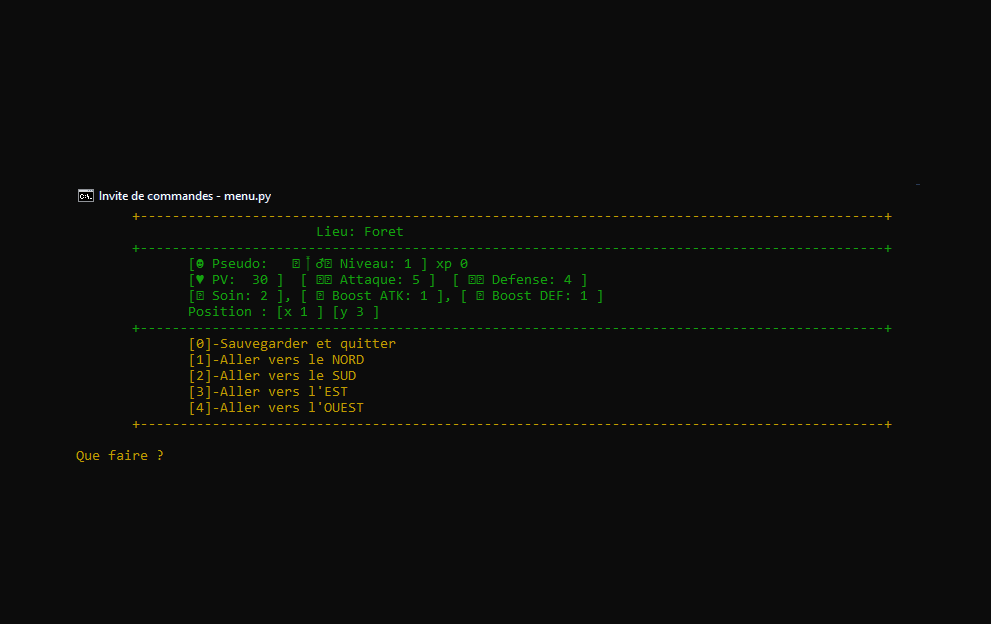 Invite de commandes - menu.py
+---------------------------------------------------------------------------------------------+
Lieu: Foret
+---------------------------------------------------------------------------------------------+
[☻ Pseudo: ⍰ ⍰ ♂⍰ Niveau: 1 ] xp 0
[♥ PV: 30 ] [ ⍰⍰ Attaque: 5 ] [ ⍰⍰ Defense: 4 ]
[⍰ Soin: 2 ], [ ⍰ Boost ATK: 1 ], [ ⍰ Boost DEF: 1 ]
Position : [x 1 ] [y 3 ]
+---------------------------------------------------------------------------------------------+
[0]-Sauvegarder et quitter
[1]-Aller vers le NORD
[2]-Aller vers le SUD
[3]-Aller vers l'EST
[4]-Aller vers l'OUEST
+---------------------------------------------------------------------------------------------+
Que faire ?